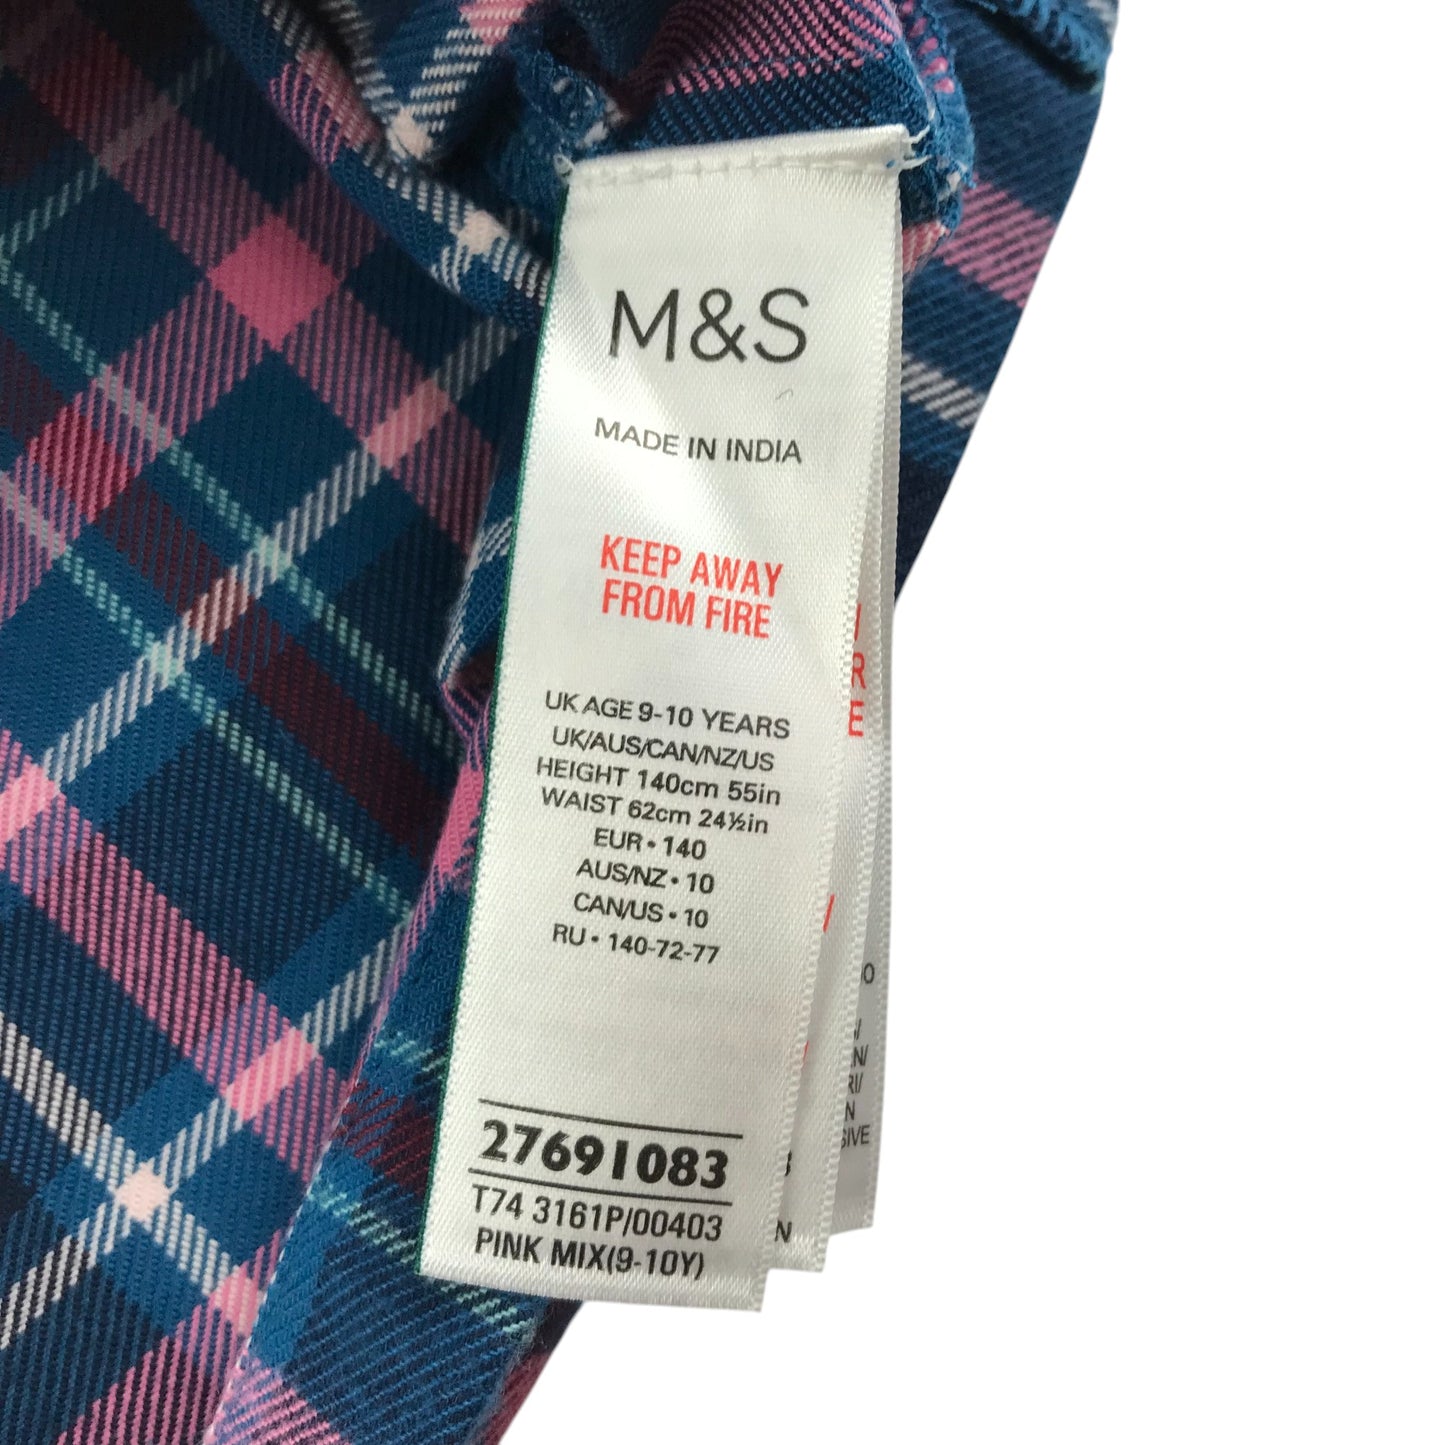 M&S
MADE IN INDIA
KEEP AWAY
FROM FIRE
UK AGE 9-10 YEARS
UK/AUS/CAN/NZ/US
HEIGHT 140cm 55in
WAIST 62cm 24½in
EUR • 140
AUS/NZ • 10
CAN/US • 10
RU • 140-72-77
27691083
T74 3161P/00403
PINK MIX(9-10Y)